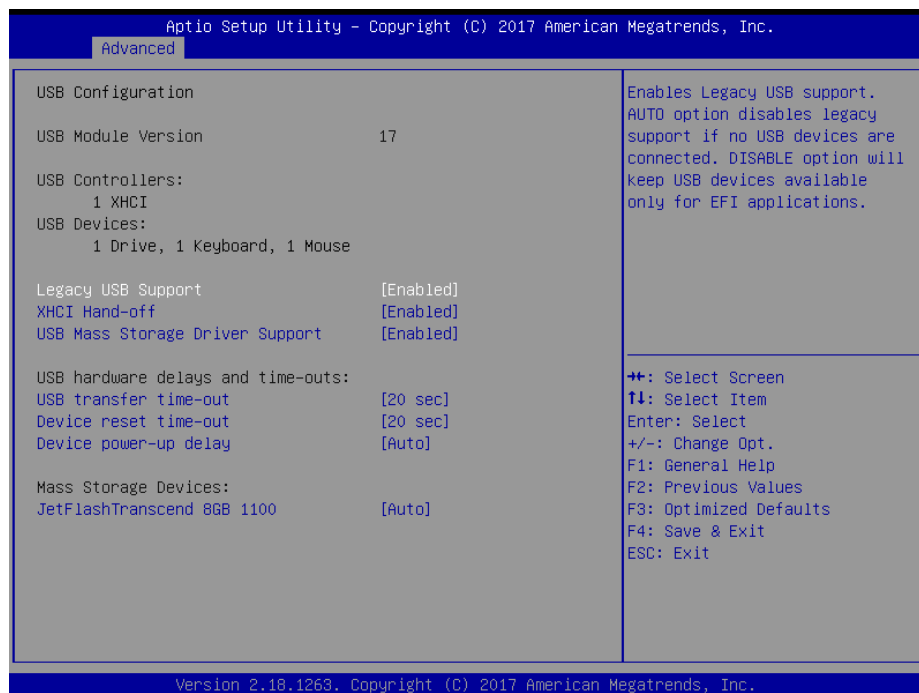 Aptio Setup Utility – Copyright (C) 2017 American Megatrends, Inc.
Advanced
USB Configuration
USB Module Version 17
USB Controllers:
1 XHCI
USB Devices:
1 Drive, 1 Keyboard, 1 Mouse
Legacy USB Support [Enabled]
XHCI Hand-off [Enabled]
USB Mass Storage Driver Support [Enabled]
USB hardware delays and time-outs:
USB transfer time-out [20 sec]
Device reset time-out [20 sec]
Device power-up delay [Auto]
Mass Storage Devices:
JetFlashTranscend 8GB 1100 [Auto]
Enables Legacy USB support.
AUTO option disables legacy
support if no USB devices are
connected. DISABLE option will
keep USB devices available
only for EFI applications.
→←: Select Screen
↑↓: Select Item
Enter: Select
+/-: Change Opt.
F1: General Help
F2: Previous Values
F3: Optimized Defaults
F4: Save & Exit
ESC: Exit
Version 2.18.1263. Copyright (C) 2017 American Megatrends, Inc.